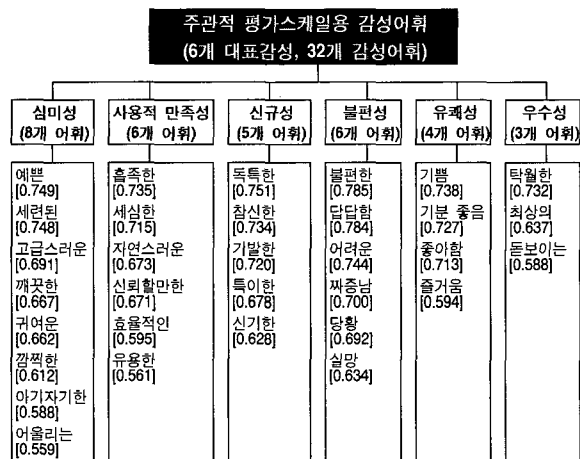 주관적 평가스케일용 감성어휘
(6개 대표감성, 32개 감성어휘)
심미성
(8개 어휘)
예쁜
[0.749]
세련된
[0.748]
고급스러운
[0.691]
깨끗한
[0.667]
귀여운
[0.662]
깜찍한
[0.612]
아기자기한
[0.588]
어울리는
[0.559]
사용적 만족성
(6개 어휘)
흡족한
[0.735]
세심한
[0.715]
자연스러운
[0.673]
신뢰할만한
[0.671]
효율적인
[0.595]
유용한
[0.561]
신규성
(5개 어휘)
독특한
[0.751]
참신한
[0.734]
기발한
[0.720]
특이한
[0.678]
신기한
[0.628]
불편성
(6개 어휘)
불편한
[0.785]
답답함
[0.784]
어려운
[0.744]
짜증남
[0.700]
당황
[0.692]
실망
[0.634]
유쾌성
(4개 어휘)
기쁨
[0.738]
기분 좋음
[0.727]
좋아함
[0.713]
즐거움
[0.594]
우수성
(3개 어휘)
탁월한
[0.732]
최상의
[0.637]
돋보이는
[0.588]